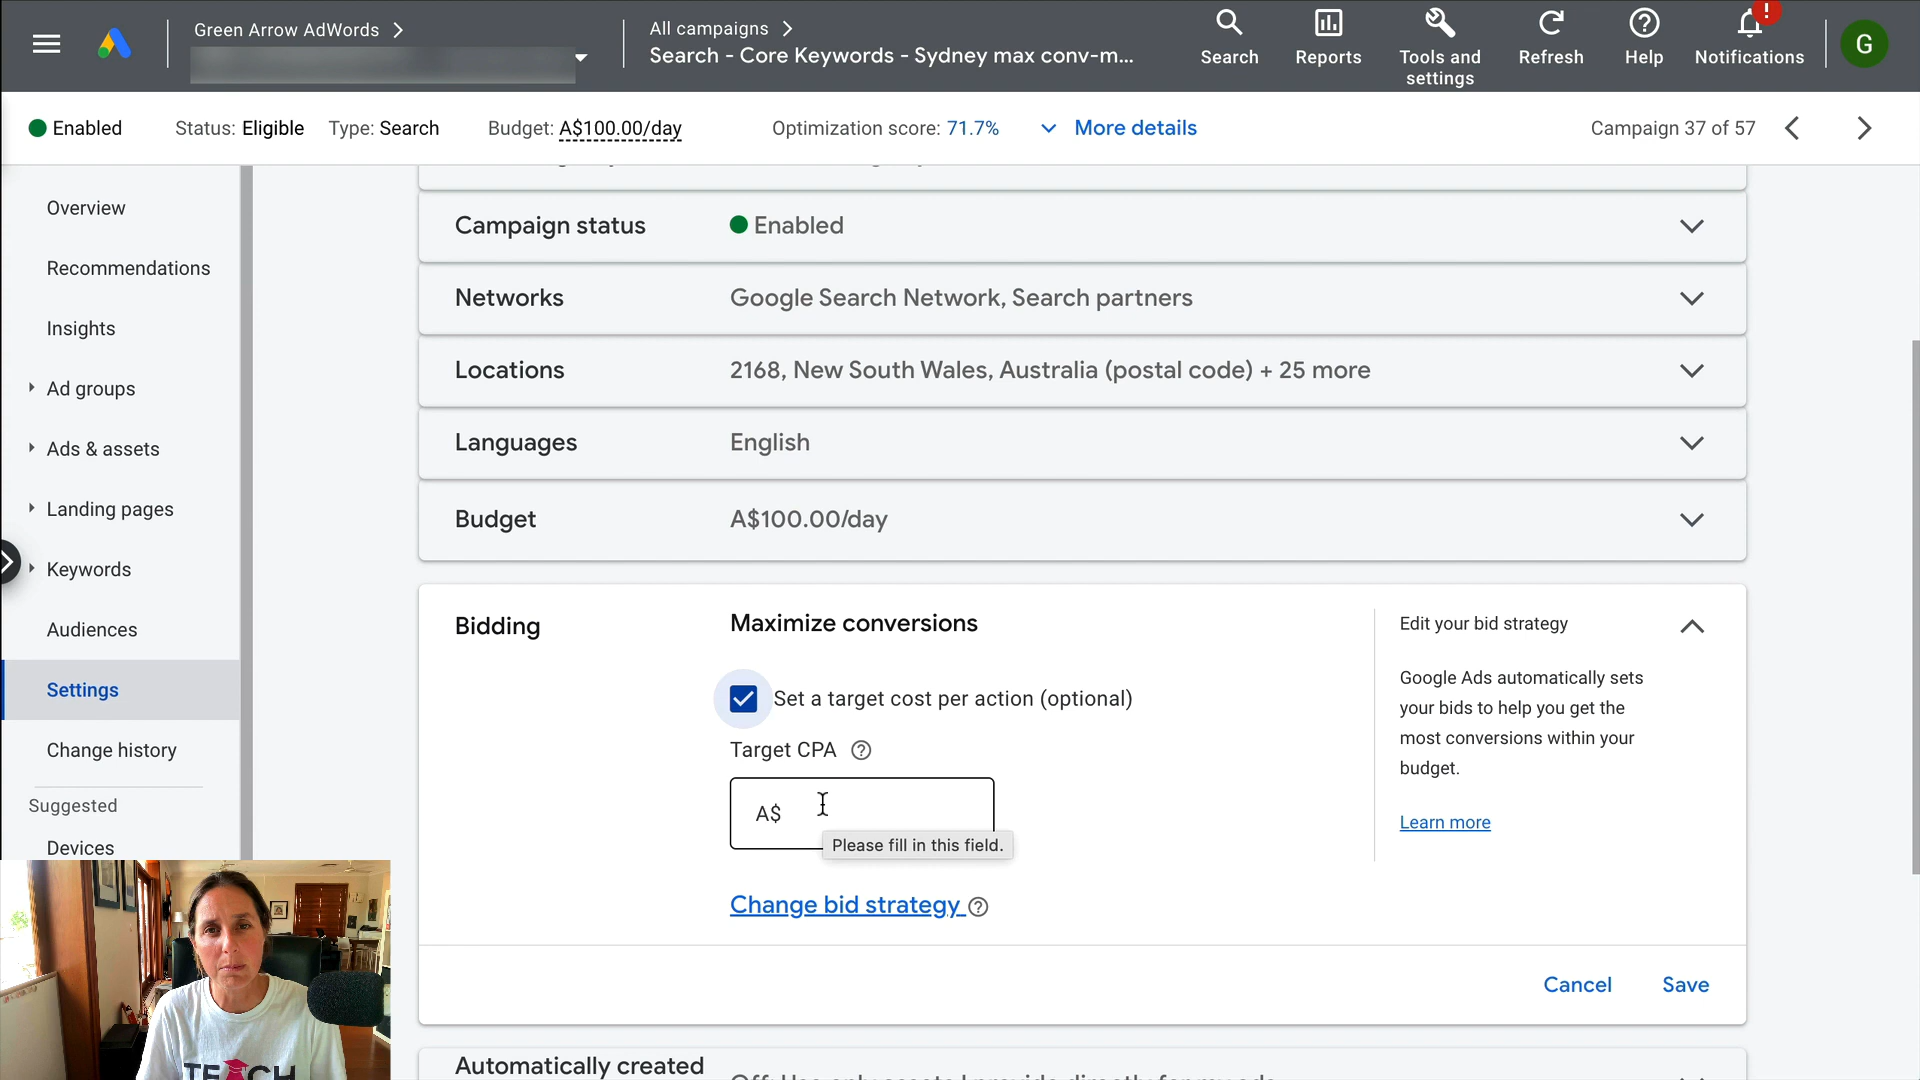 Green Arrow AdWords
All campaigns
Search - Core Keywords - Sydney max conv-m...
Search
Reports
Tools and
settings
Refresh
Help
Notifications
!
G
Enabled
Status: Eligible
Type: Search
Budget: A$100.00/day
Optimization score: 71.7%
More details
Campaign 37 of 57
Overview
Recommendations
Insights
Ad groups
Ads & assets
Landing pages
Keywords
Audiences
Settings
Change history
Suggested
Devices
Campaign status
Enabled
Networks
Google Search Network, Search partners
Locations
2168, New South Wales, Australia (postal code) + 25 more
Languages
English
Budget
A$100.00/day
Bidding
Maximize conversions
Set a target cost per action (optional)
Target CPA
A$
Please fill in this field.
Change bid strategy
Edit your bid strategy
Google Ads automatically sets
your bids to help you get the
most conversions within your
budget.
Learn more
Cancel
Save
Automatically created
TEACH